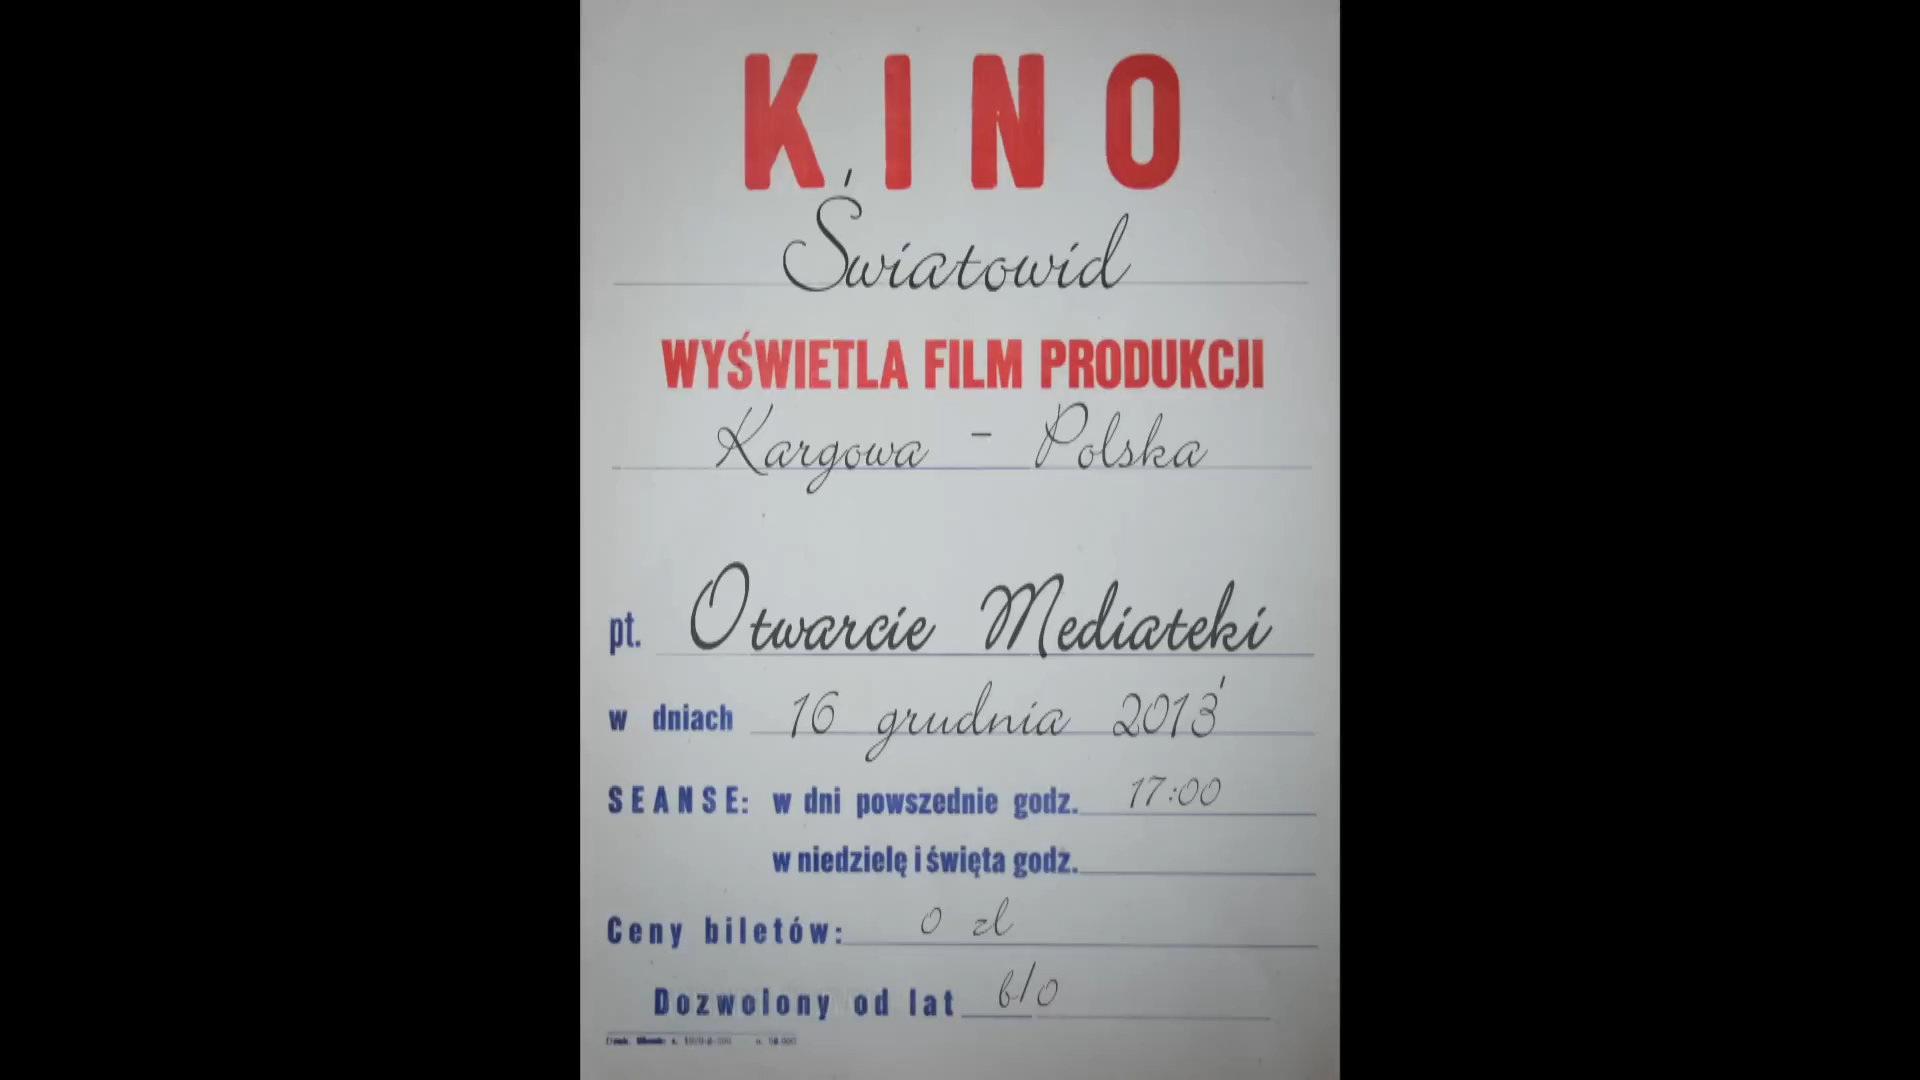 KINO
Światowid
WYŚWIETLA FILM PRODUKCJI
Kargowa - Polska
pt. Otwarcie Mediateki
w dniach 16 grudnia 2013
SEANSE: w dni powszednie godz. 17:00
w niedzielę i święta godz.
Ceny biletów: 0 zł
Dozwolony od lat b/o